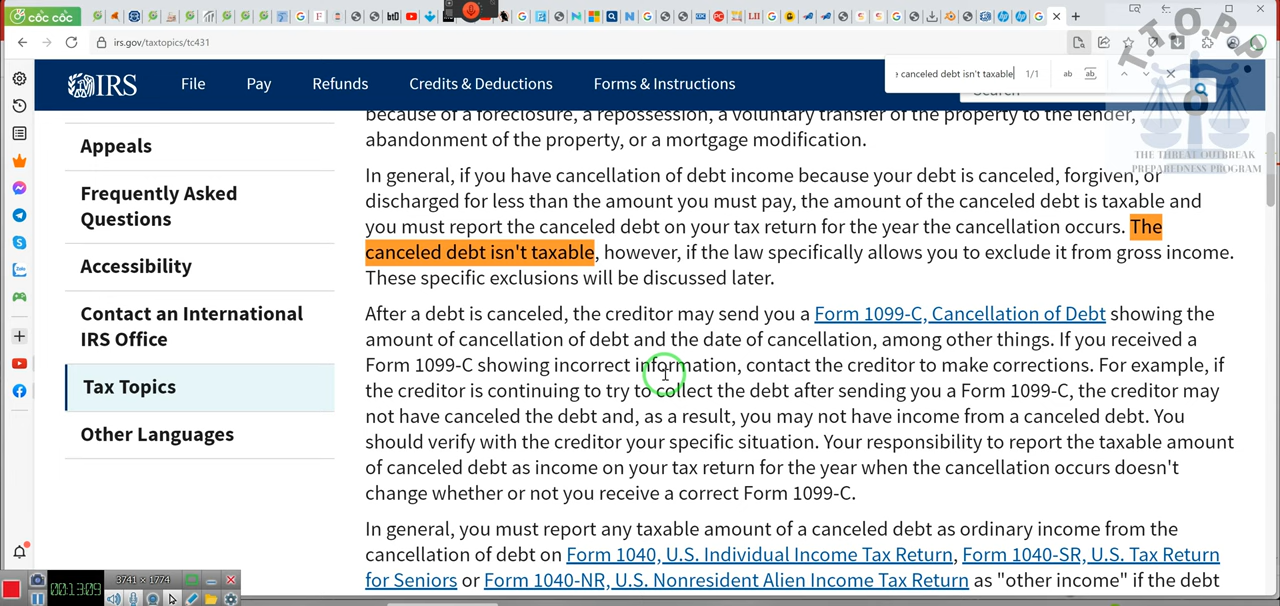 cốc cốc
irs.gov/taxtopics/tc431
canceled debt isn't taxable 1/1
IRS
File
Pay
Refunds
Credits & Deductions
Forms & Instructions
Search
T.T.O.P.P
THE THREAT OUTBREAK
PREPAREDNESS PROGRAM
Appeals
Frequently Asked
Questions
Accessibility
Contact an International
IRS Office
Tax Topics
Other Languages
because of a foreclosure, a repossession, a voluntary transfer of the property to the lender,
abandonment of the property, or a mortgage modification.
In general, if you have cancellation of debt income because your debt is canceled, forgiven, or
discharged for less than the amount you must pay, the amount of the canceled debt is taxable and
you must report the canceled debt on your tax return for the year the cancellation occurs. The
canceled debt isn't taxable, however, if the law specifically allows you to exclude it from gross income.
These specific exclusions will be discussed later.
After a debt is canceled, the creditor may send you a Form 1099-C, Cancellation of Debt showing the
amount of cancellation of debt and the date of cancellation, among other things. If you received a
Form 1099-C showing incorrect information, contact the creditor to make corrections. For example, if
the creditor is continuing to try to collect the debt after sending you a Form 1099-C, the creditor may
not have canceled the debt and, as a result, you may not have income from a canceled debt. You
should verify with the creditor your specific situation. Your responsibility to report the taxable amount
of canceled debt as income on your tax return for the year when the cancellation occurs doesn't
change whether or not you receive a correct Form 1099-C.
In general, you must report any taxable amount of a canceled debt as ordinary income from the
cancellation of debt on Form 1040, U.S. Individual Income Tax Return, Form 1040-SR, U.S. Tax Return
for Seniors or Form 1040-NR, U.S. Nonresident Alien Income Tax Return as "other income" if the debt
00:13:09
3741 × 1774